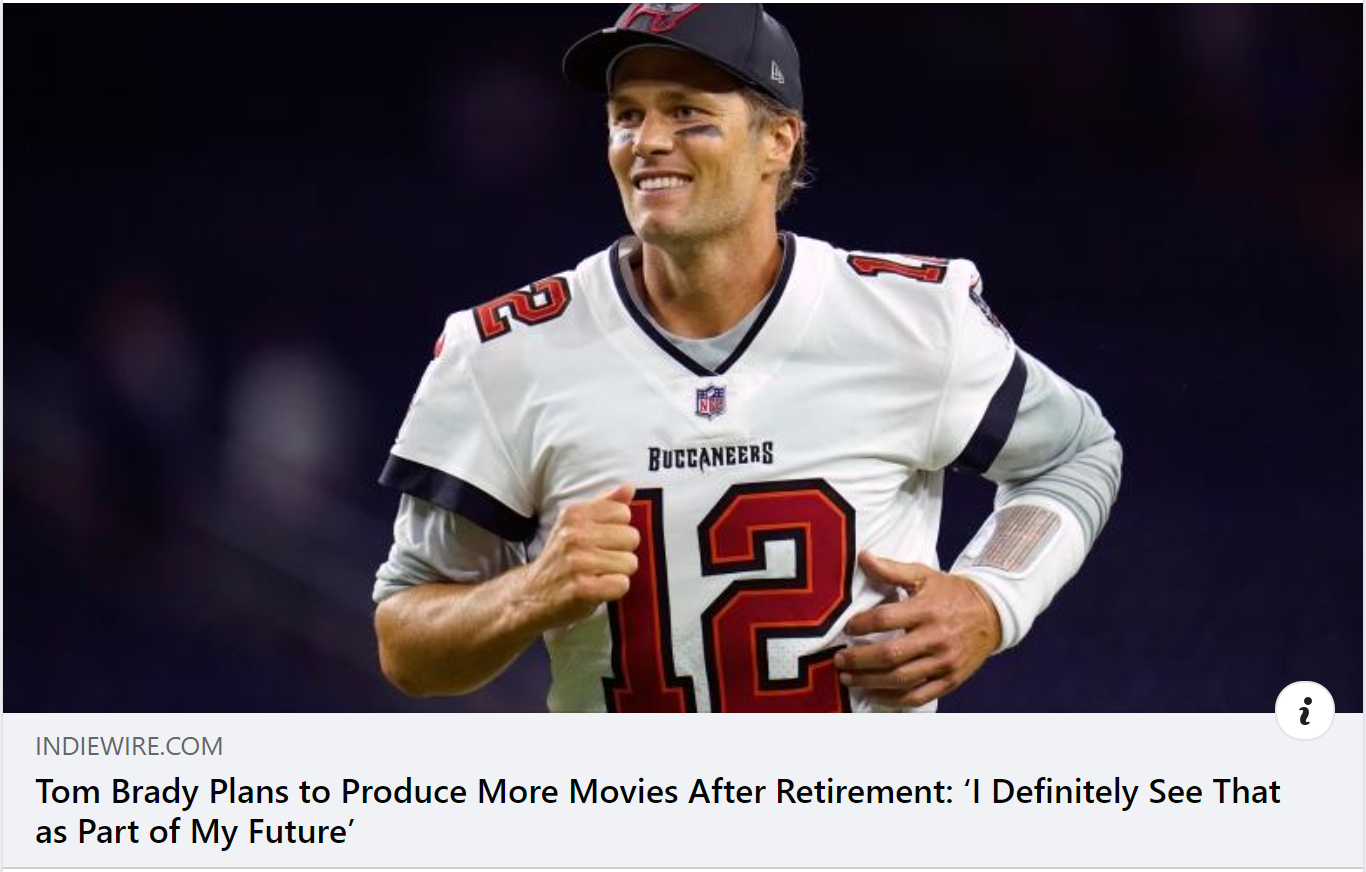 12
12
NFL
BUCCANEERS
12
INDIEWIRE.COM
Tom Brady Plans to Produce More Movies After Retirement: ‘I Definitely See That
as Part of My Future’